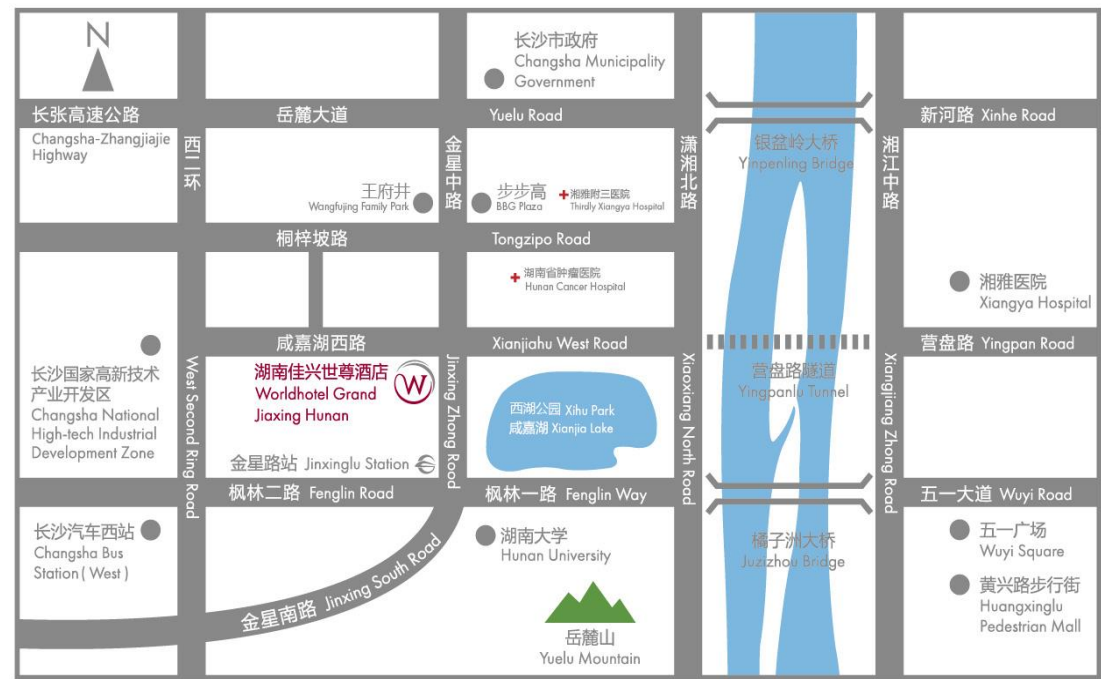 N
长沙市政府
Changsha Municipality
Government
长张高速公路
Changsha-Zhangjiajie
Highway
岳麓大道
Yuelu Road
新河路 Xinhe Road
西二环
金星中路
潇湘北路
银盆岭大桥
Yinpenling Bridge
湘江中路
王府井
Wangfujing Family Park
步步高
BBG Plaza
湘雅附三医院
Thirdly Xiangya Hospital
桐梓坡路
Tongzipo Road
湖南省肿瘤医院
Hunan Cancer Hospital
湘雅医院
Xiangya Hospital
咸嘉湖西路
Xianjiahu West Road
营盘路 Yingpan Road
长沙国家高新技术
产业开发区
Changsha National
High-tech Industrial
Development Zone
West Second Ring Road
湖南佳兴世尊酒店
Worldhotel Grand
Jiaxing Hunan
W
Jinxing Zhong Rood
西湖公园 Xihu Park
咸嘉湖 Xianjia Lake
Xiaoxiang North Road
营盘路隧道
Yingpanlu Tunnel
Xiangjiang Zhong Road
金星路站 Jinxinglu Station
枫林二路 Fenglin Road
枫林一路 Fenglin Way
五一大道 Wuyi Road
长沙汽车西站
Changsha Bus
Station ( West )
金星南路 Jinxing South Road
湖南大学
Hunan University
橘子洲大桥
Juzizhou Bridge
五一广场
Wuyi Square
黄兴路步行街
Huangxinglu
Pedestrian Mall
岳麓山
Yuelu Mountain